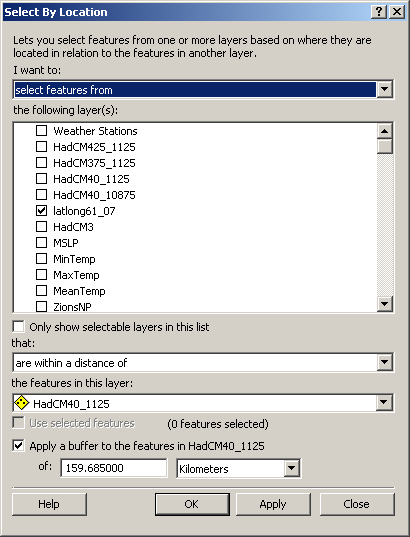 Select By Location
Lets you select features from one or more layers based on where they are
located in relation to the features in another layer.
I want to:
select features from
the following layer(s):
Weather Stations
HadCM425_1125
HadCM375_1125
HadCM40_1125
HadCM40_10875
latlong61_07
HadCM3
MSLP
MinTemp
MaxTemp
MeanTemp
ZionsNP
Only show selectable layers in this list
that:
are within a distance of
the features in this layer:
HadCM40_1125
Use selected features (0 features selected)
Apply a buffer to the features in HadCM40_1125
of: 159.685000 Kilometers
Help OK Apply Close